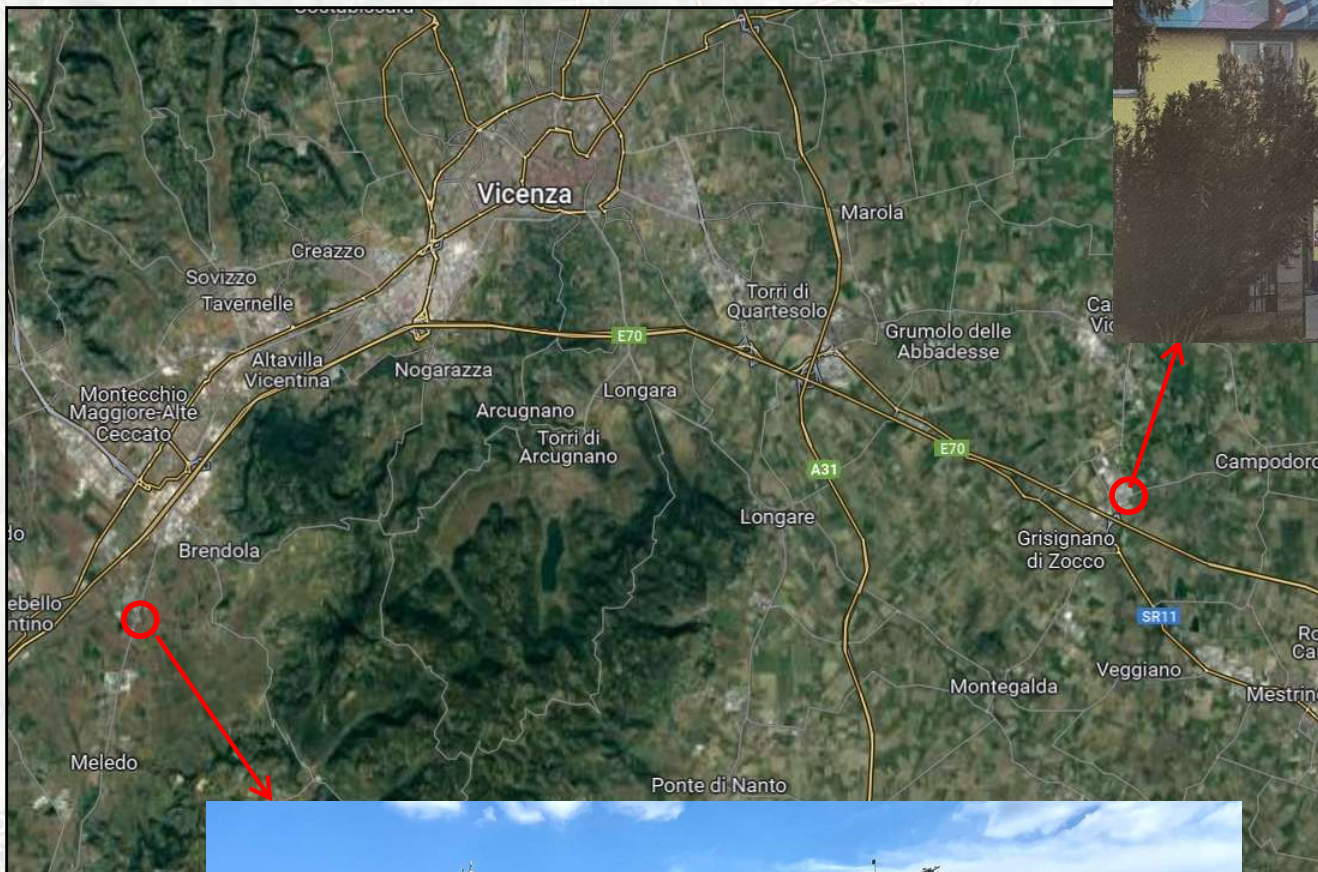 Vicenza
Marola
Creazzo
Sovizzo
Tavernelle
Torri di
Quartesolo
E70
Grumolo delle
Abbadesse
Altavilla
Vicentina
Nogarazza
Longara
Montecchio
Maggiore-Alte
Ceccato
Arcugnano
Torri di
Arcugnano
E70
A31
Campodoro
Longare
Grisignano
di Zocco
Brendola
SR11
Veggiano
Montegalda
Meledo
Ponte di Nanto